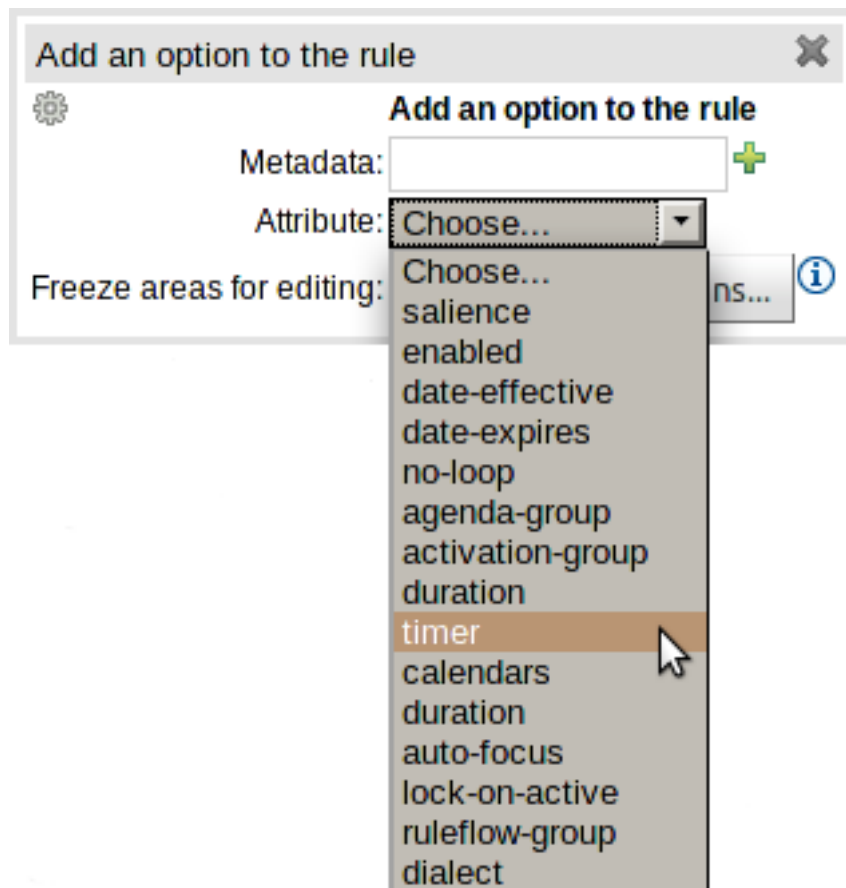 Add an option to the rule
Add an option to the rule
Metadata:
Attribute: Choose...
Choose...
Freeze areas for editing: ns...
salience
enabled
date-effective
date-expires
no-loop
agenda-group
activation-group
duration
timer
calendars
duration
auto-focus
lock-on-active
ruleflow-group
dialect